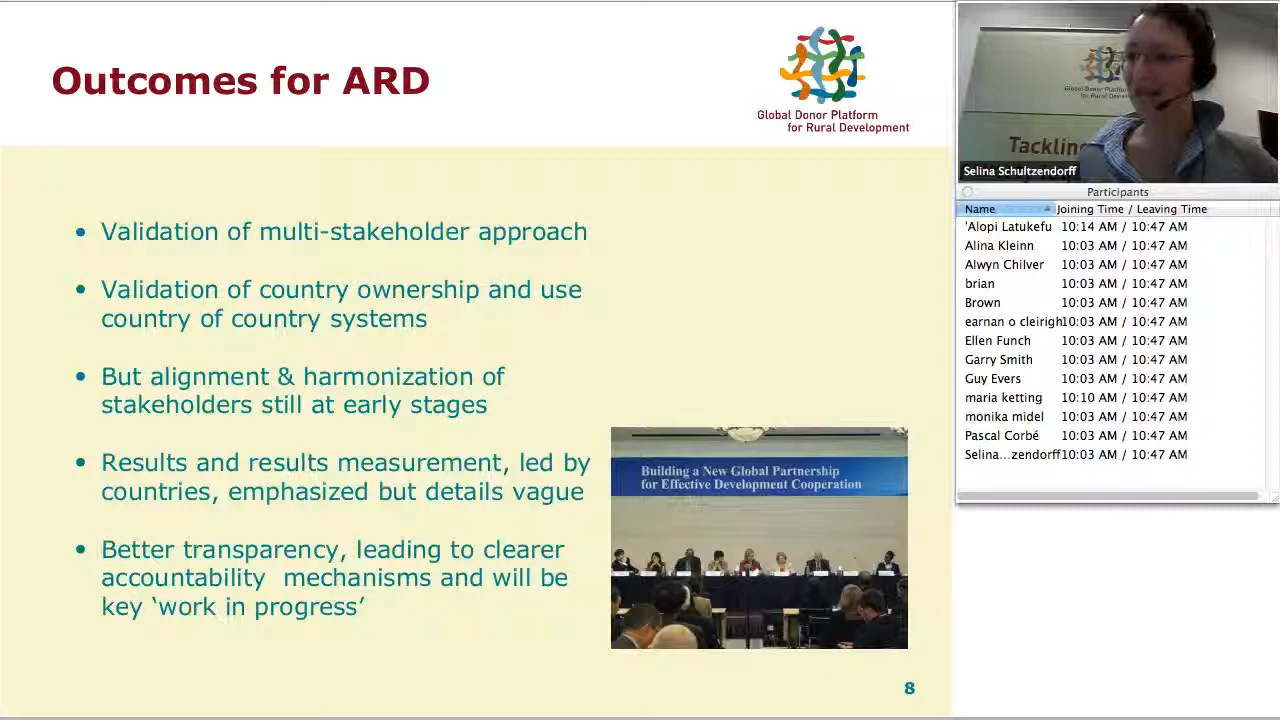 Outcomes for ARD
Global Donor Platform
for Rural Development
• Validation of multi-stakeholder approach
• Validation of country ownership and use
country of country systems
• But alignment & harmonization of
stakeholders still at early stages
• Results and results measurement, led by
countries, emphasized but details vague
• Better transparency, leading to clearer
accountability mechanisms and will be
key ‘work in progress’
Building a New Global Partnership
for Effective Development Cooperation
8
Global Donor Platform
for Rural Develo
Tackling
Selina Schultzendorff
Participants
Name Joining Time / Leaving Time
'Alopi Latukefu 10:14 AM / 10:47 AM
Alina Kleinn 10:03 AM / 10:47 AM
Alwyn Chilver 10:03 AM / 10:47 AM
brian 10:03 AM / 10:47 AM
Brown 10:03 AM / 10:47 AM
earnan o cleirigh 10:03 AM / 10:47 AM
Ellen Funch 10:03 AM / 10:47 AM
Garry Smith 10:03 AM / 10:47 AM
Guy Evers 10:03 AM / 10:47 AM
maria ketting 10:10 AM / 10:47 AM
monika midel 10:03 AM / 10:47 AM
Pascal Corbé 10:03 AM / 10:47 AM
Selina...zendorff 10:03 AM / 10:47 AM